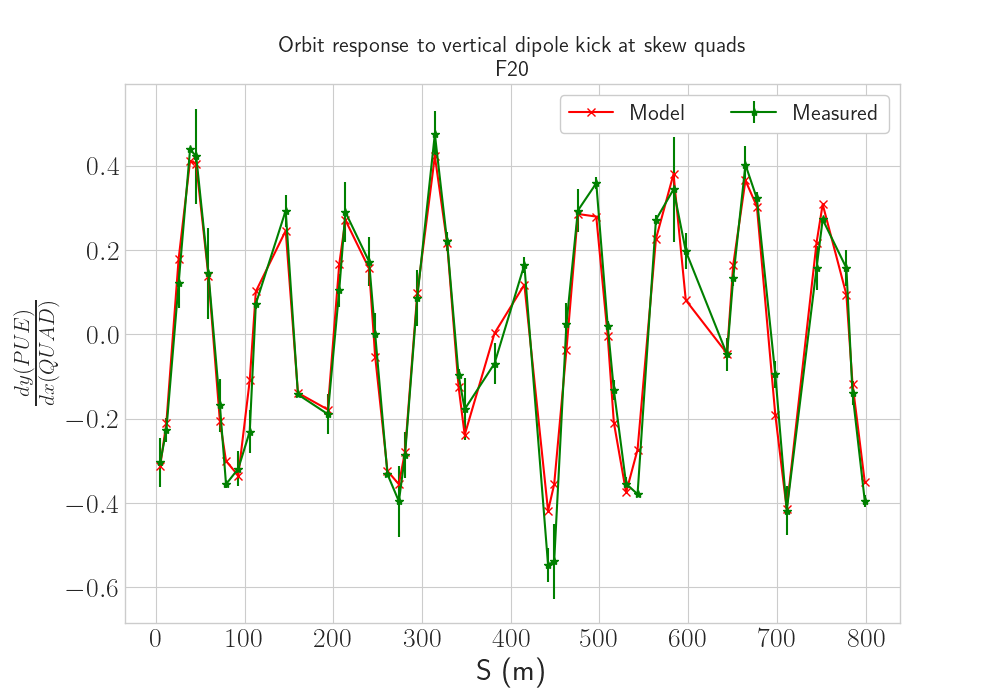 Orbit response to vertical dipole kick at skew quads
F20
Model
Measured
dy(PUE)
dx(QUAD)
0.4
0.2
0.0
−0.2
−0.4
−0.6
0 100 200 300 400 500 600 700 800
S (m)